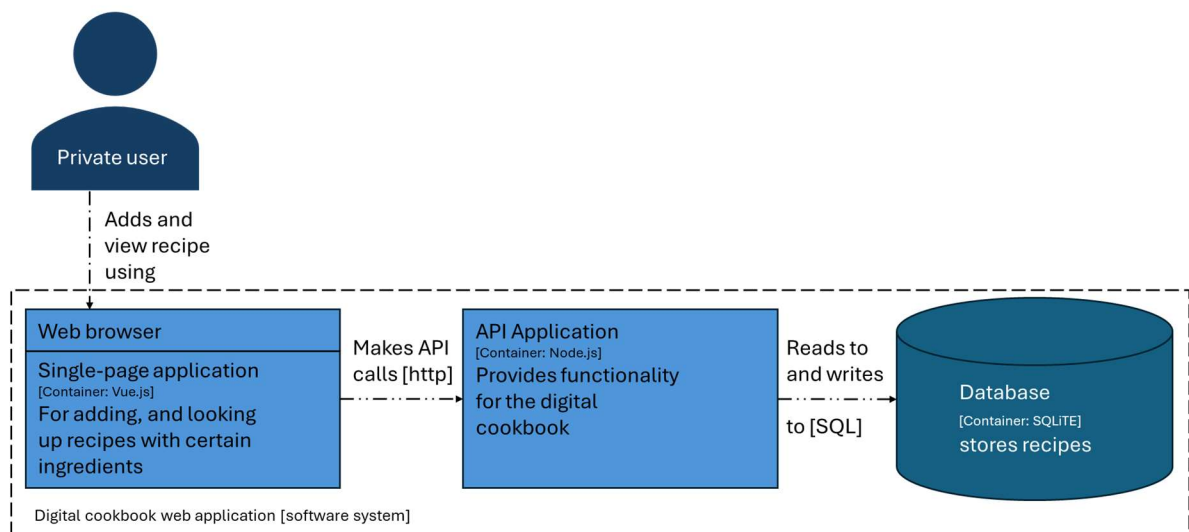 Private user
Adds and
view recipe
using
Web browser
Single-page application
[Container: Vue.js]
For adding, and looking
up recipes with certain
ingredients
Makes API
calls [http]
API Application
[Container: Node.js]
Provides functionality
for the digital
cookbook
Reads to
and writes
to [SQL]
Database
[Container: SQLiTE]
stores recipes
Digital cookbook web application [software system]